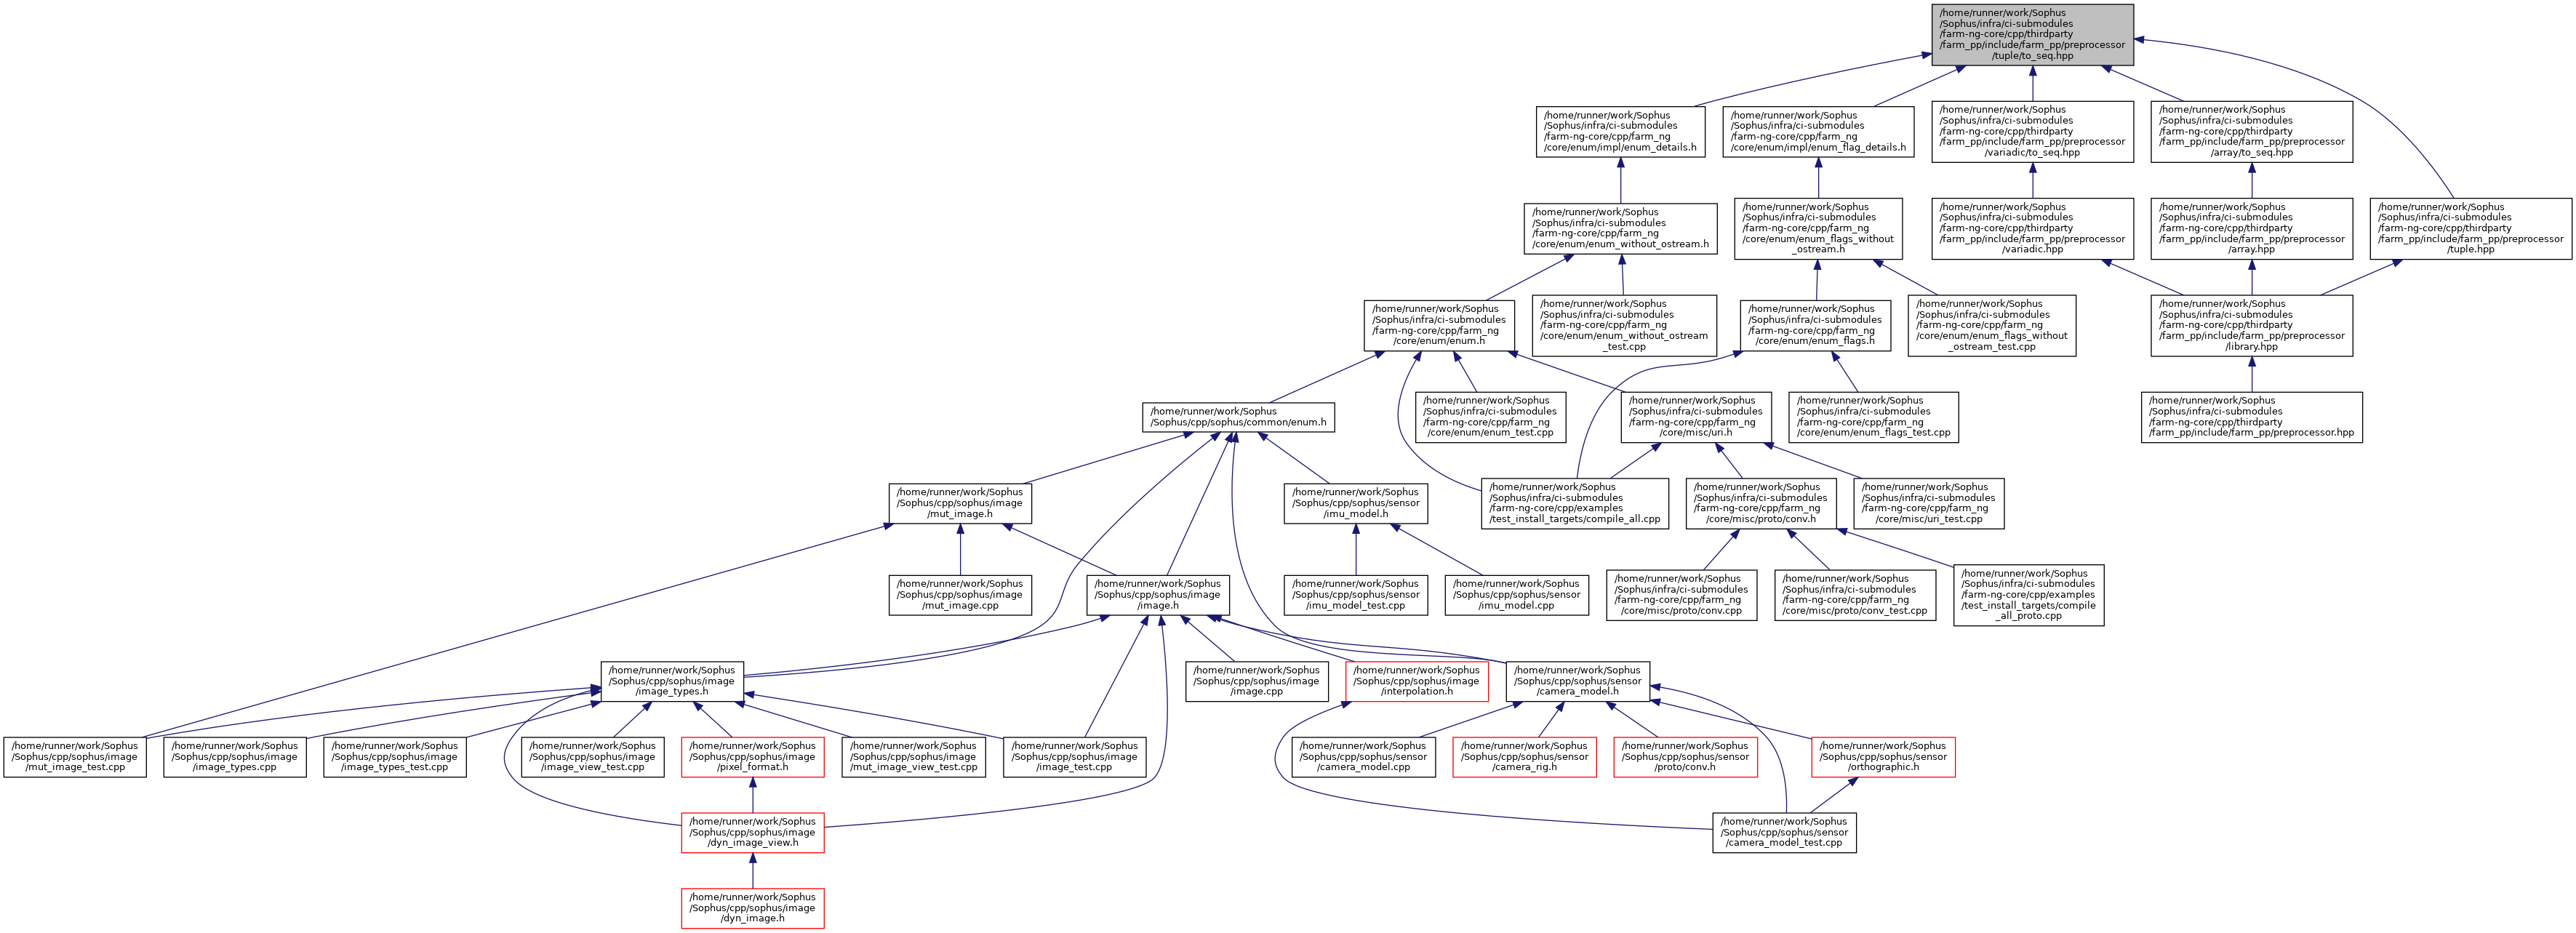 /home/runner/work/Sophus
/Sophus/infra/ci-submodules
/farm-ng-core/cpp/thirdparty
/farm_pp/include/farm_pp/preprocessor
/tuple/to_seq.hpp
/home/runner/work/Sophus
/Sophus/infra/ci-submodules
/farm-ng-core/cpp/farm_ng
/core/enum/impl/enum_details.h
/home/runner/work/Sophus
/Sophus/infra/ci-submodules
/farm-ng-core/cpp/farm_ng
/core/enum/impl/enum_flag_details.h
/home/runner/work/Sophus
/Sophus/infra/ci-submodules
/farm-ng-core/cpp/thirdparty
/farm_pp/include/farm_pp/preprocessor
/variadic/to_seq.hpp
/home/runner/work/Sophus
/Sophus/infra/ci-submodules
/farm-ng-core/cpp/thirdparty
/farm_pp/include/farm_pp/preprocessor
/array/to_seq.hpp
/home/runner/work/Sophus
/Sophus/infra/ci-submodules
/farm-ng-core/cpp/farm_ng
/core/enum/enum_without_ostream.h
/home/runner/work/Sophus
/Sophus/infra/ci-submodules
/farm-ng-core/cpp/farm_ng
/core/enum/enum_flags_without
_ostream.h
/home/runner/work/Sophus
/Sophus/infra/ci-submodules
/farm-ng-core/cpp/thirdparty
/farm_pp/include/farm_pp/preprocessor
/variadic.hpp
/home/runner/work/Sophus
/Sophus/infra/ci-submodules
/farm-ng-core/cpp/thirdparty
/farm_pp/include/farm_pp/preprocessor
/array.hpp
/home/runner/work/Sophus
/Sophus/infra/ci-submodules
/farm-ng-core/cpp/thirdparty
/farm_pp/include/farm_pp/preprocessor
/tuple.hpp
/home/runner/work/Sophus
/Sophus/infra/ci-submodules
/farm-ng-core/cpp/farm_ng
/core/enum/enum.h
/home/runner/work/Sophus
/Sophus/infra/ci-submodules
/farm-ng-core/cpp/farm_ng
/core/enum/enum_without_ostream
_test.cpp
/home/runner/work/Sophus
/Sophus/infra/ci-submodules
/farm-ng-core/cpp/farm_ng
/core/enum/enum_flags.h
/home/runner/work/Sophus
/Sophus/infra/ci-submodules
/farm-ng-core/cpp/farm_ng
/core/enum/enum_flags_without
_ostream_test.cpp
/home/runner/work/Sophus
/Sophus/infra/ci-submodules
/farm-ng-core/cpp/thirdparty
/farm_pp/include/farm_pp/preprocessor
/library.hpp
/home/runner/work/Sophus
/Sophus/cpp/sophus/common/enum.h
/home/runner/work/Sophus
/Sophus/infra/ci-submodules
/farm-ng-core/cpp/farm_ng
/core/enum/enum_test.cpp
/home/runner/work/Sophus
/Sophus/infra/ci-submodules
/farm-ng-core/cpp/farm_ng
/core/misc/uri.h
/home/runner/work/Sophus
/Sophus/infra/ci-submodules
/farm-ng-core/cpp/farm_ng
/core/enum/enum_flags_test.cpp
/home/runner/work/Sophus
/Sophus/infra/ci-submodules
/farm-ng-core/cpp/thirdparty
/farm_pp/include/farm_pp/preprocessor.hpp
/home/runner/work/Sophus
/Sophus/cpp/sophus/image
/mut_image.h
/home/runner/work/Sophus
/Sophus/cpp/sophus/sensor
/imu_model.h
/home/runner/work/Sophus
/Sophus/infra/ci-submodules
/farm-ng-core/cpp/examples
/test_install_targets/compile_all.cpp
/home/runner/work/Sophus
/Sophus/infra/ci-submodules
/farm-ng-core/cpp/farm_ng
/core/misc/proto/conv.h
/home/runner/work/Sophus
/Sophus/infra/ci-submodules
/farm-ng-core/cpp/farm_ng
/core/misc/uri_test.cpp
/home/runner/work/Sophus
/Sophus/cpp/sophus/image
/mut_image.cpp
/home/runner/work/Sophus
/Sophus/cpp/sophus/image
/image.h
/home/runner/work/Sophus
/Sophus/cpp/sophus/sensor
/imu_model_test.cpp
/home/runner/work/Sophus
/Sophus/cpp/sophus/sensor
/imu_model.cpp
/home/runner/work/Sophus
/Sophus/infra/ci-submodules
/farm-ng-core/cpp/farm_ng
/core/misc/proto/conv.cpp
/home/runner/work/Sophus
/Sophus/infra/ci-submodules
/farm-ng-core/cpp/farm_ng
/core/misc/proto/conv_test.cpp
/home/runner/work/Sophus
/Sophus/infra/ci-submodules
/farm-ng-core/cpp/examples
/test_install_targets/compile
_all_proto.cpp
/home/runner/work/Sophus
/Sophus/cpp/sophus/image
/image_types.h
/home/runner/work/Sophus
/Sophus/cpp/sophus/image
/image.cpp
/home/runner/work/Sophus
/Sophus/cpp/sophus/image
/interpolation.h
/home/runner/work/Sophus
/Sophus/cpp/sophus/sensor
/camera_model.h
/home/runner/work/Sophus
/Sophus/cpp/sophus/image
/mut_image_test.cpp
/home/runner/work/Sophus
/Sophus/cpp/sophus/image
/image_types.cpp
/home/runner/work/Sophus
/Sophus/cpp/sophus/image
/image_types_test.cpp
/home/runner/work/Sophus
/Sophus/cpp/sophus/image
/image_view_test.cpp
/home/runner/work/Sophus
/Sophus/cpp/sophus/image
/pixel_format.h
/home/runner/work/Sophus
/Sophus/cpp/sophus/image
/mut_image_view_test.cpp
/home/runner/work/Sophus
/Sophus/cpp/sophus/image
/image_test.cpp
/home/runner/work/Sophus
/Sophus/cpp/sophus/sensor
/camera_model.cpp
/home/runner/work/Sophus
/Sophus/cpp/sophus/sensor
/camera_rig.h
/home/runner/work/Sophus
/Sophus/cpp/sophus/sensor
/proto/conv.h
/home/runner/work/Sophus
/Sophus/cpp/sophus/sensor
/orthographic.h
/home/runner/work/Sophus
/Sophus/cpp/sophus/image
/dyn_image_view.h
/home/runner/work/Sophus
/Sophus/cpp/sophus/sensor
/camera_model_test.cpp
/home/runner/work/Sophus
/Sophus/cpp/sophus/image
/dyn_image.h